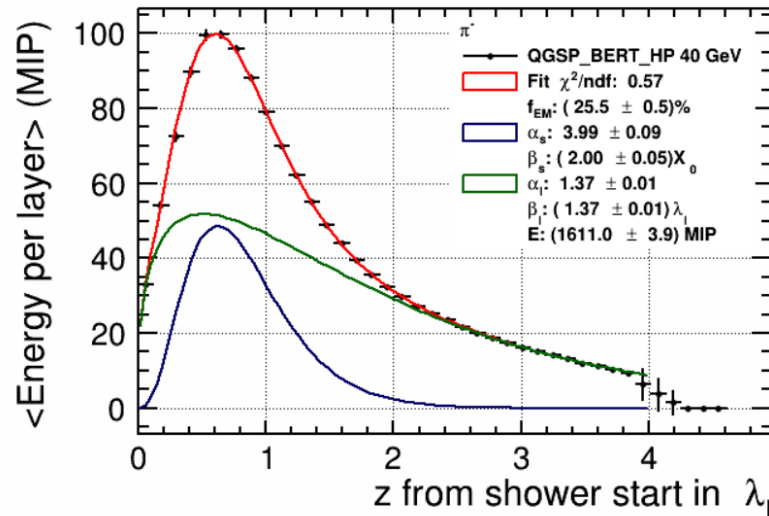 <Energy per layer> (MIP)
100
80
60
40
20
0
π⁻
QGSP_BERT_HP 40 GeV
Fit χ²/ndf: 0.57
f_EM: ( 25.5 ± 0.5)%
α_s: 3.99 ± 0.09
β_s: ( 2.00 ± 0.05)X_0
α_l: 1.37 ± 0.01
β_l: ( 1.37 ± 0.01) λ_I
E: (1611.0 ± 3.9) MIP
0 1 2 3 4
z from shower start in λ_I